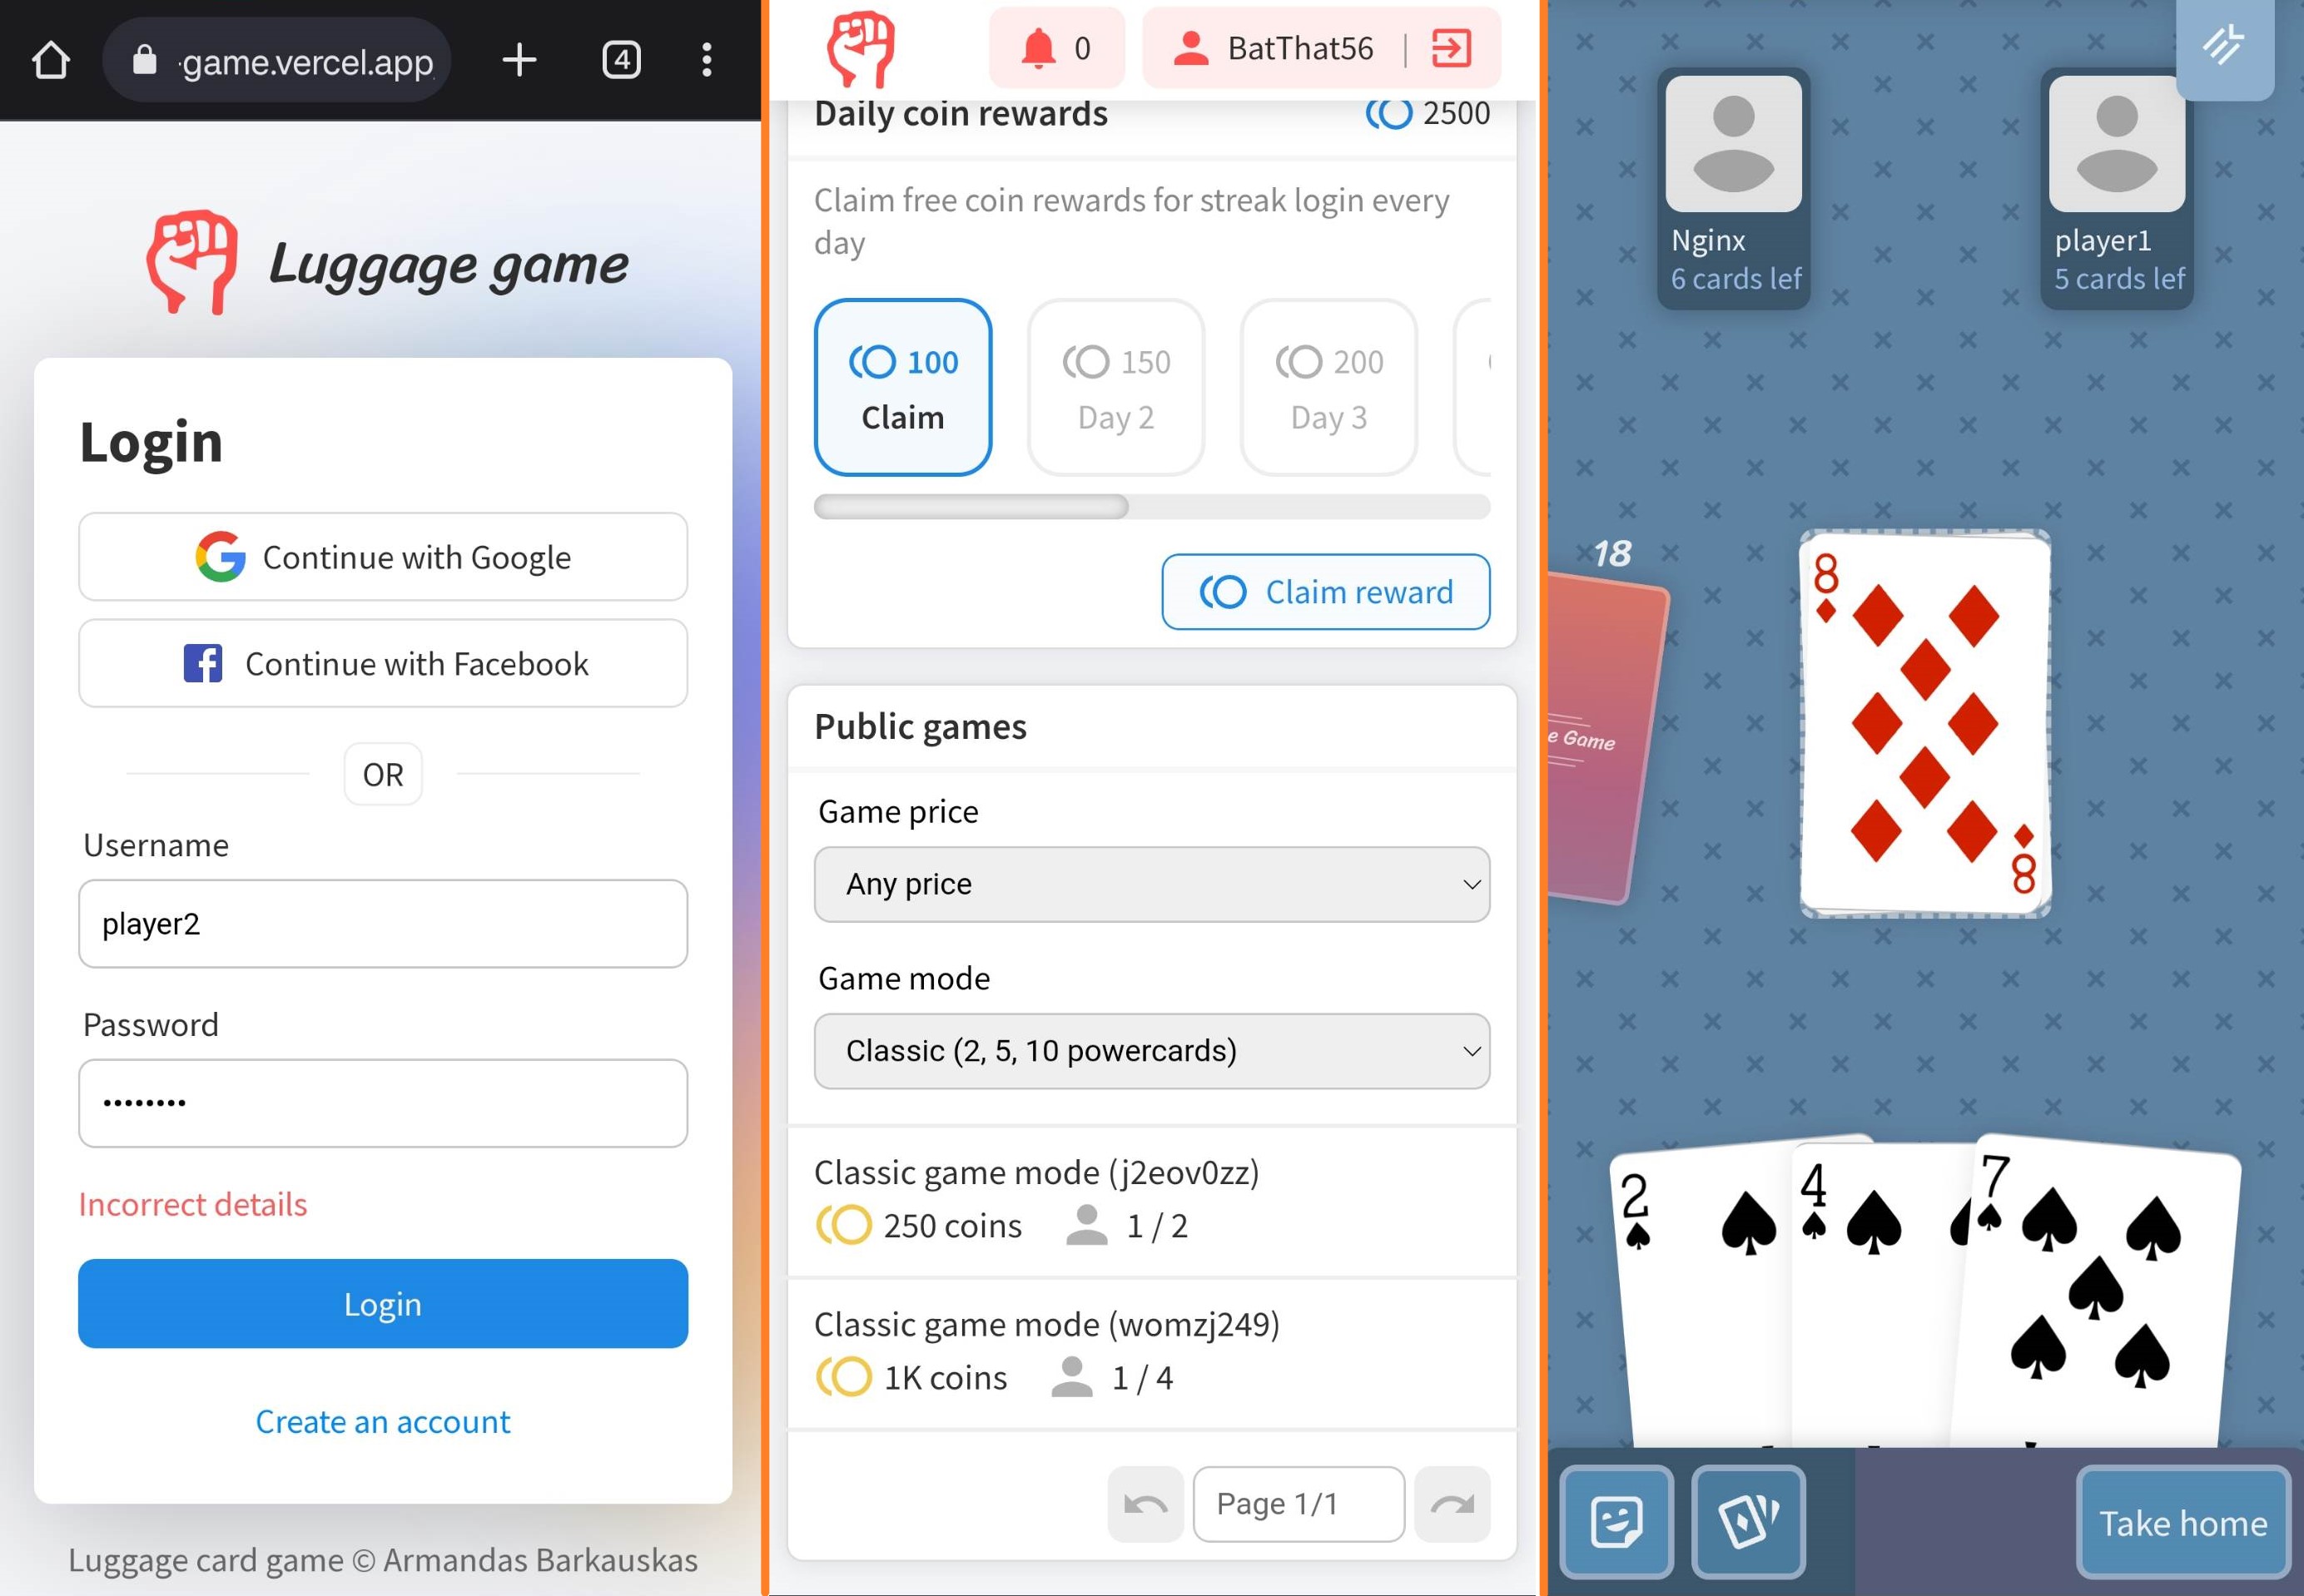 -game.vercel.app
4
Luggage game
Login
Continue with Google
Continue with Facebook
OR
Username
player2
Password
••••••••
Incorrect details
Login
Create an account
Luggage card game © Armandas Barkauskas
0
BatThat56
Daily coin rewards
2500
Claim free coin rewards for streak login every
day
100
Claim
150
Day 2
200
Day 3
Claim reward
Public games
Game price
Any price
Game mode
Classic (2, 5, 10 powercards)
Classic game mode (j2eov0zz)
250 coins
1 / 2
Classic game mode (womzj249)
1K coins
1 / 4
Page 1/1
Nginx
6 cards lef
player1
5 cards lef
18
e Game
8
8
2
4
7
Take home